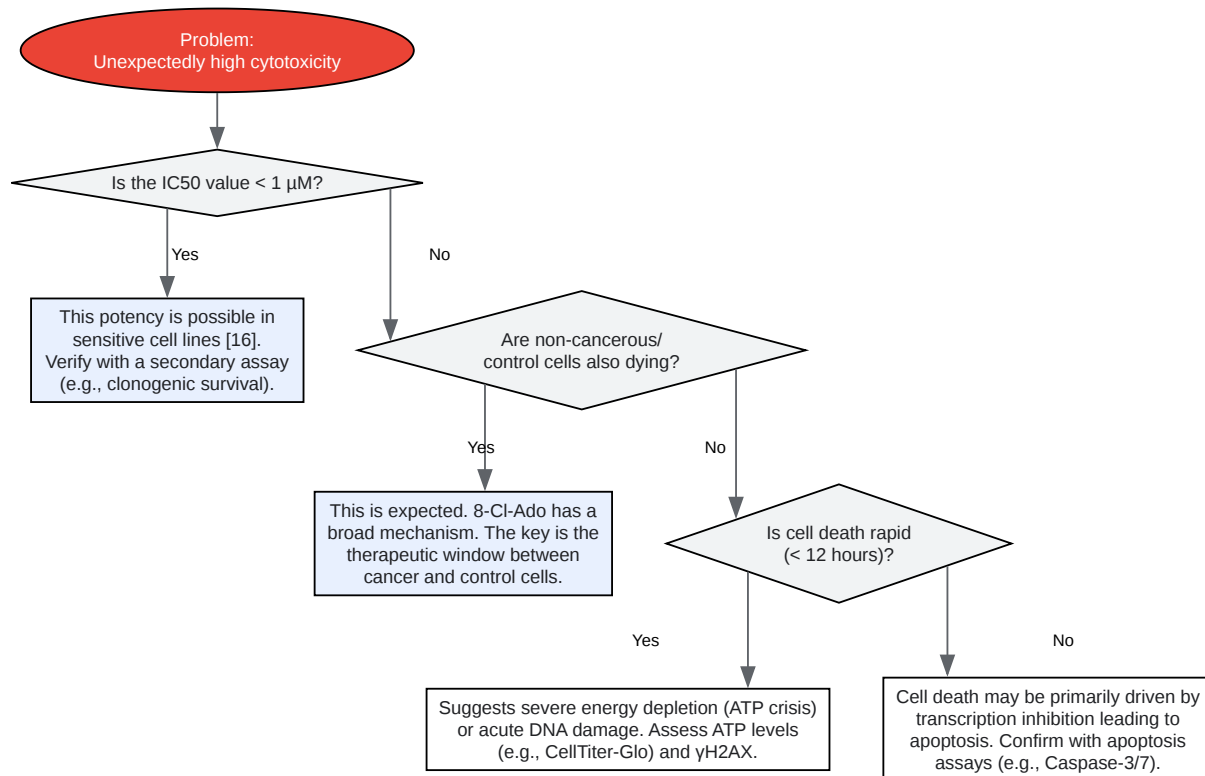 Problem:
Unexpectedly high cytotoxicity
Is the IC50 value < 1 µM?
Yes
No
This potency is possible in
sensitive cell lines [16].
Verify with a secondary assay
(e.g., clonogenic survival).
Are non-cancerous/
control cells also dying?
Yes
No
This is expected. 8-Cl-Ado has a
broad mechanism. The key is the
therapeutic window between
cancer and control cells.
Is cell death rapid
(< 12 hours)?
Yes
No
Suggests severe energy depletion (ATP crisis)
or acute DNA damage. Assess ATP levels
(e.g., CellTiter-Glo) and γH2AX.
Cell death may be primarily driven by
transcription inhibition leading to
apoptosis. Confirm with apoptosis
assays (e.g., Caspase-3/7).